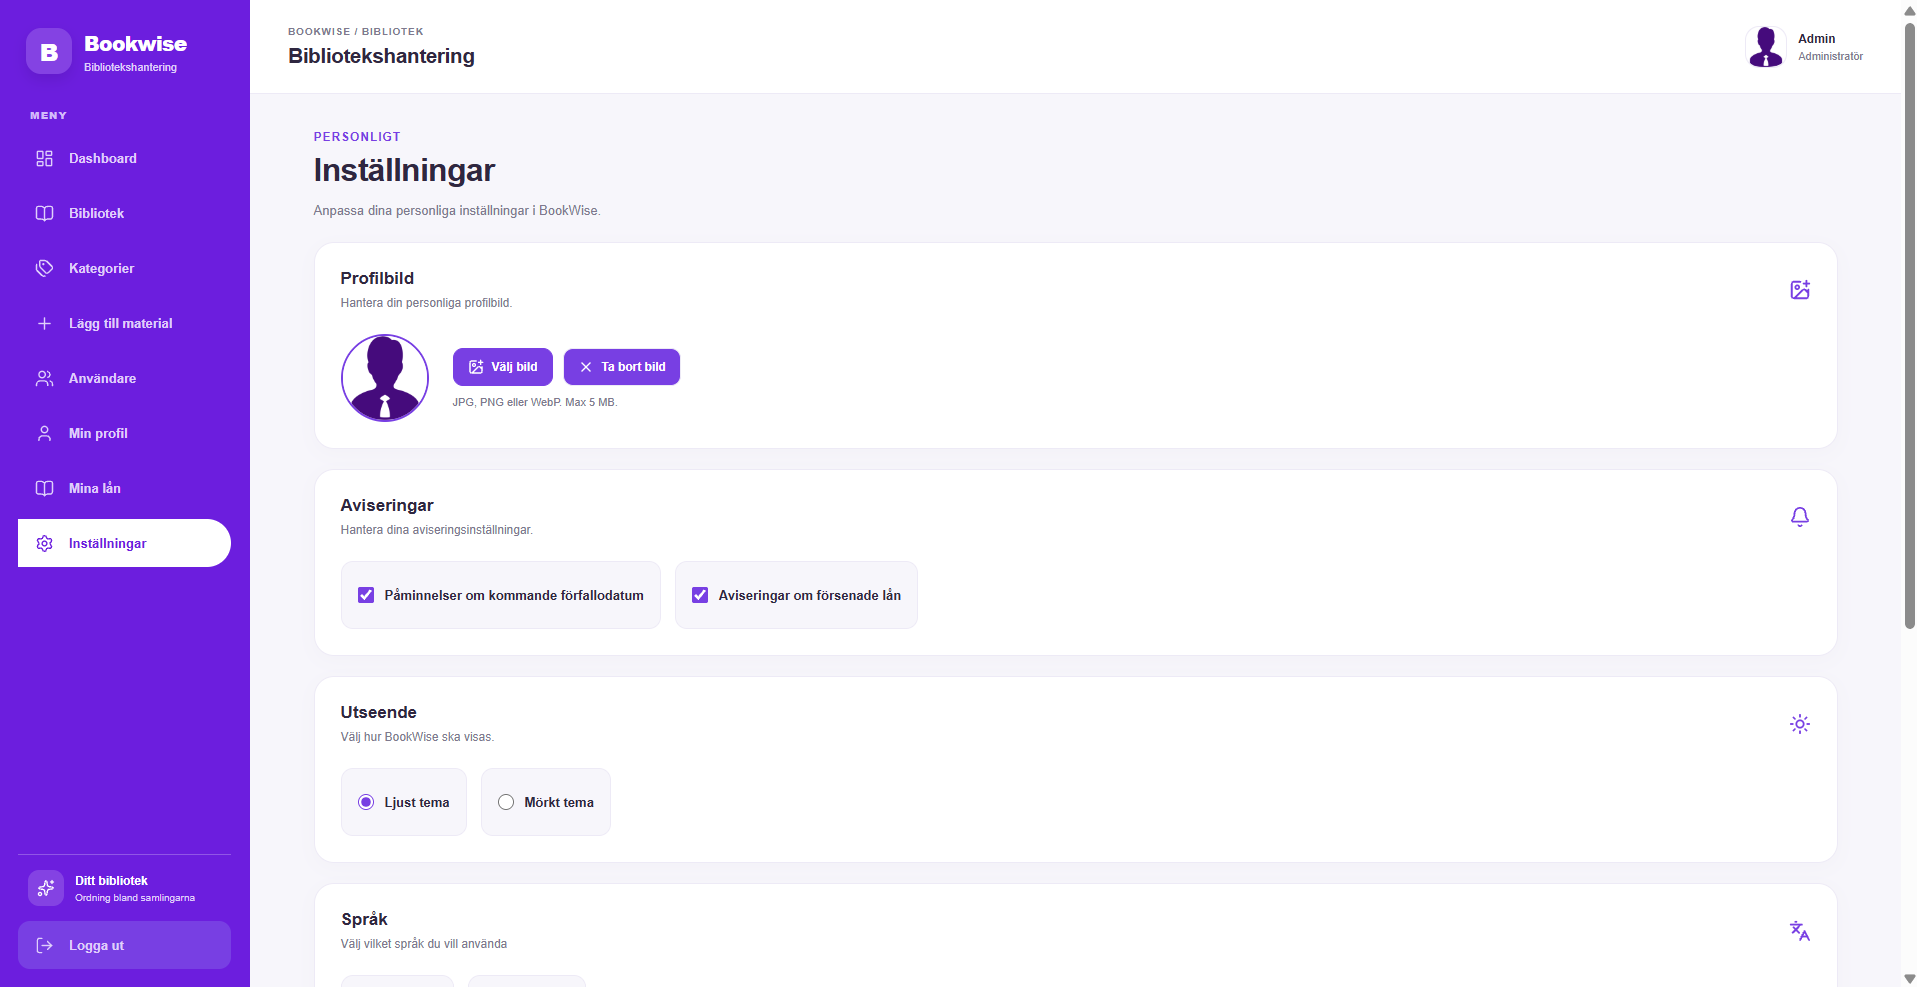 B
Bookwise
Bibliotekshantering
MENY
Dashboard
Bibliotek
Kategorier
Lägg till material
Användare
Min profil
Mina lån
Inställningar
Ditt bibliotek
Ordning bland samlingarna
Logga ut
BOOKWISE / BIBLIOTEK
Bibliotekshantering
Admin
Administratör
PERSONLIGT
Inställningar
Anpassa dina personliga inställningar i BookWise.
Profilbild
Hantera din personliga profilbild.
Välj bild
Ta bort bild
JPG, PNG eller WebP. Max 5 MB.
Aviseringar
Hantera dina aviseringsinställningar.
Påminnelser om kommande förfallodatum
Aviseringar om försenade lån
Utseende
Välj hur BookWise ska visas.
Ljust tema
Mörkt tema
Språk
Välj vilket språk du vill använda